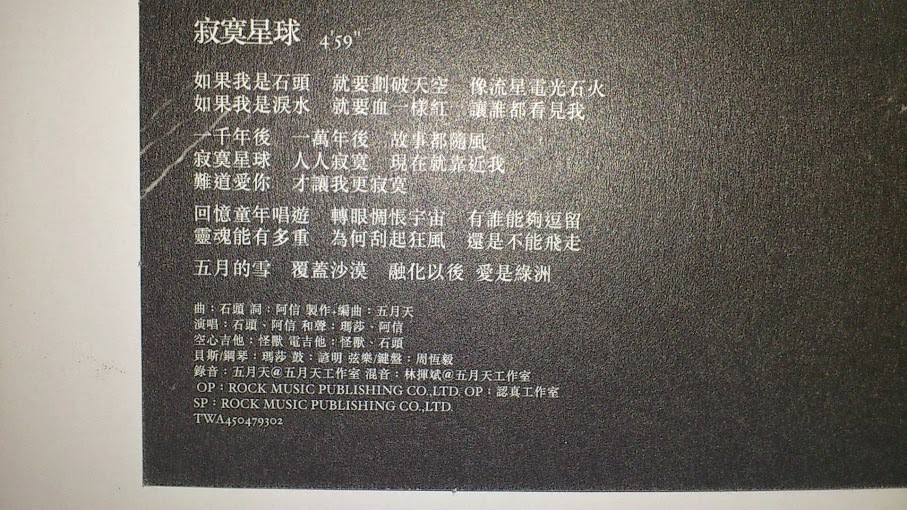 寂寞星球 4'59"
如果我是石頭 就要劃破天空 像流星電光石火
如果我是淚水 就要血一樣紅 讓誰都看見我
一千年後 一萬年後 故事都隨風
寂寞星球 人人寂寞 現在就靠近我
難道愛你 才讓我更寂寞
回憶童年唱遊 轉眼惆悵宇宙 有誰能夠逗留
靈魂能有多重 為何刮起狂風 還是不能飛走
五月的雪 覆蓋沙漠 融化以後 愛是綠洲
曲：石頭 詞：阿信 製作+編曲：五月天
演唱：石頭、阿信 和聲：瑪莎、阿信
空心吉他：怪獸 電吉他：怪獸、石頭
貝斯/鋼琴：瑪莎 鼓：諺明 弦樂/鍵盤：周恆毅
錄音：五月天@五月天工作室 混音：林揮斌@五月天工作室
OP：ROCK MUSIC PUBLISHING CO.,LTD. OP：認真工作室
SP：ROCK MUSIC PUBLISHING CO.,LTD.
TWA450479302